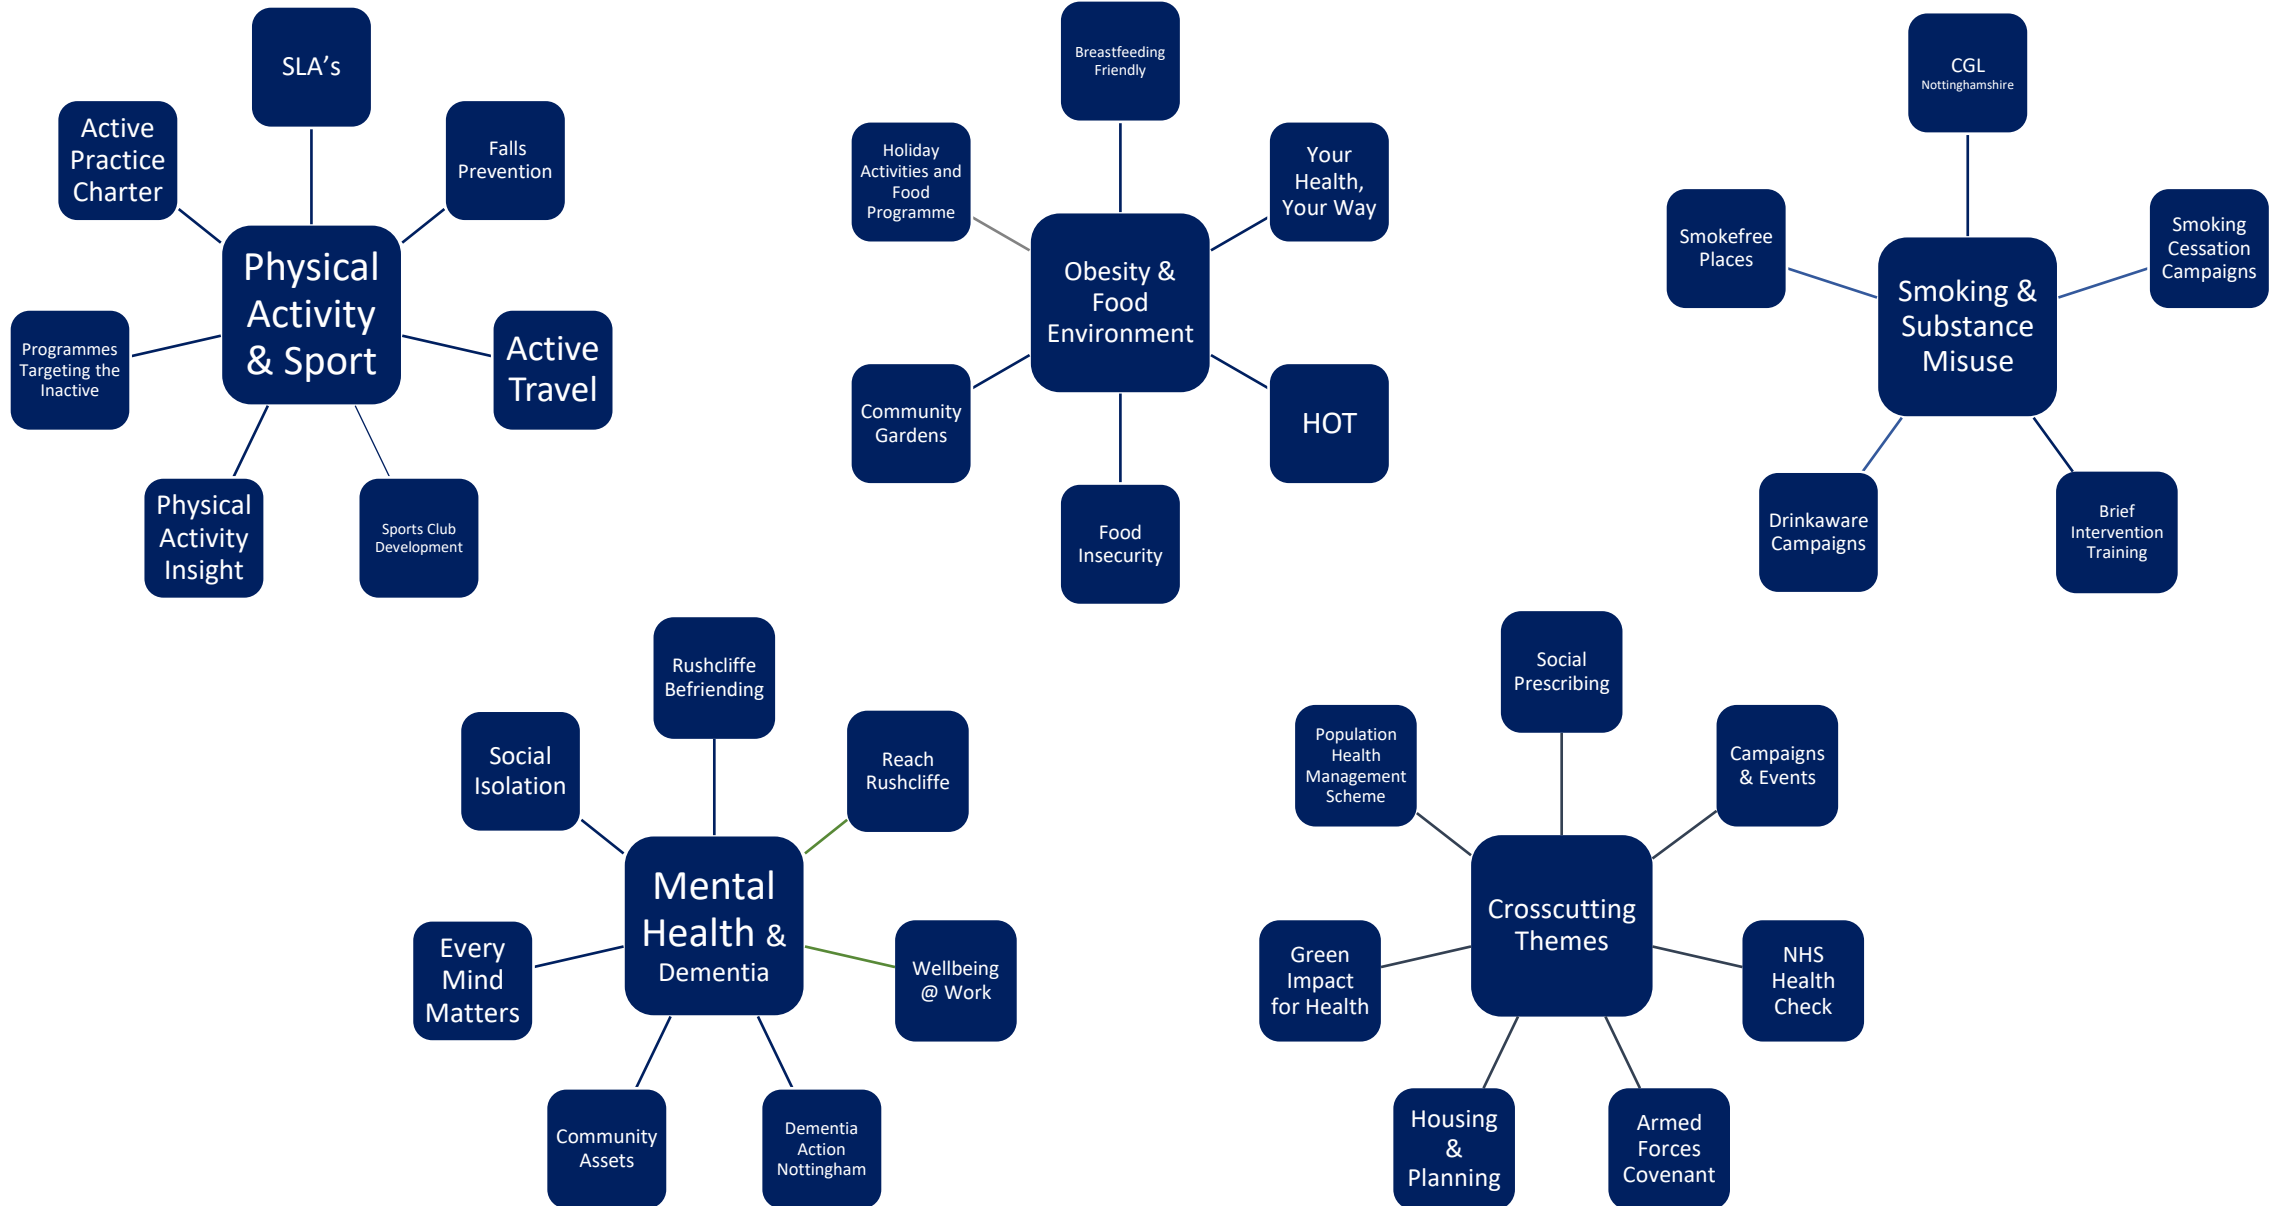 SLA's
Active
Practice
Charter
Falls
Prevention
Physical
Activity
& Sport
Programmes
Targeting the
Inactive
Active
Travel
Physical
Activity
Insight
Sports Club
Development
Breastfeeding
Friendly
Holiday
Activities and
Food
Programme
Your
Health,
Your Way
Obesity &
Food
Environment
Community
Gardens
HOT
Food
Insecurity
CGL
Nottinghamshire
Smokefree
Places
Smoking
Cessation
Campaigns
Smoking &
Substance
Misuse
Drinkaware
Campaigns
Brief
Intervention
Training
Rushcliffe
Befriending
Social
Isolation
Reach
Rushcliffe
Mental
Health &
Dementia
Every
Mind
Matters
Wellbeing
@ Work
Community
Assets
Dementia
Action
Nottingham
Social
Prescribing
Population
Health
Management
Scheme
Campaigns
& Events
Crosscutting
Themes
Green
Impact
for Health
NHS
Health
Check
Housing
&
Planning
Armed
Forces
Covenant